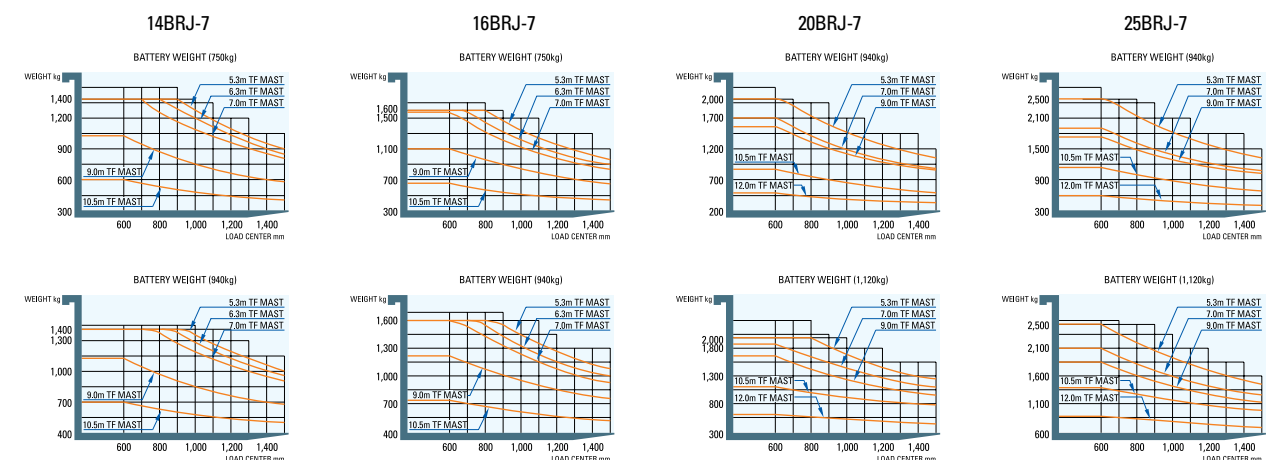 14BRJ-7
16BRJ-7
20BRJ-7
25BRJ-7
BATTERY WEIGHT (750kg)
WEIGHT kg
5.3m TF MAST
6.3m TF MAST
7.0m TF MAST
1,400
1,200
900
9.0m TF MAST
600
10.5m TF MAST
300
600 800 1,000 1,200 1,400
LOAD CENTER mm
BATTERY WEIGHT (750kg)
WEIGHT kg
5.3m TF MAST
6.3m TF MAST
7.0m TF MAST
1,600
1,500
1,100
9.0m TF MAST
700
10.5m TF MAST
300
600 800 1,000 1,200 1,400
LOAD CENTER mm
BATTERY WEIGHT (940kg)
WEIGHT kg
5.3m TF MAST
7.0m TF MAST
9.0m TF MAST
2,000
1,700
1,200
10.5m TF MAST
700
12.0m TF MAST
200
600 800 1,000 1,200 1,400
LOAD CENTER mm
BATTERY WEIGHT (940kg)
WEIGHT kg
5.3m TF MAST
7.0m TF MAST
9.0m TF MAST
2,500
2,100
1,500
10.5m TF MAST
900
12.0m TF MAST
300
600 800 1,000 1,200 1,400
LOAD CENTER mm
BATTERY WEIGHT (940kg)
WEIGHT kg
5.3m TF MAST
6.3m TF MAST
7.0m TF MAST
1,400
1,300
1,000
9.0m TF MAST
700
10.5m TF MAST
400
600 800 1,000 1,200 1,400
LOAD CENTER mm
BATTERY WEIGHT (940kg)
WEIGHT kg
5.3m TF MAST
6.3m TF MAST
7.0m TF MAST
1,600
1,300
1,000
9.0m TF MAST
700
10.5m TF MAST
400
600 800 1,000 1,200 1,400
LOAD CENTER mm
BATTERY WEIGHT (1,120kg)
WEIGHT kg
5.3m TF MAST
7.0m TF MAST
9.0m TF MAST
2,000
1,800
1,300
10.5m TF MAST
800
12.0m TF MAST
300
600 800 1,000 1,200 1,400
LOAD CENTER mm
BATTERY WEIGHT (1,120kg)
WEIGHT kg
5.3m TF MAST
7.0m TF MAST
9.0m TF MAST
2,500
2,100
1,600
10.5m TF MAST
1,100
12.0m TF MAST
600
600 800 1,000 1,200 1,400
LOAD CENTER mm